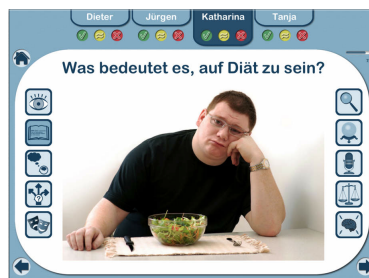 Dieter
Jürgen
Katharina
Tanja
Was bedeutet es, auf Diät zu sein?